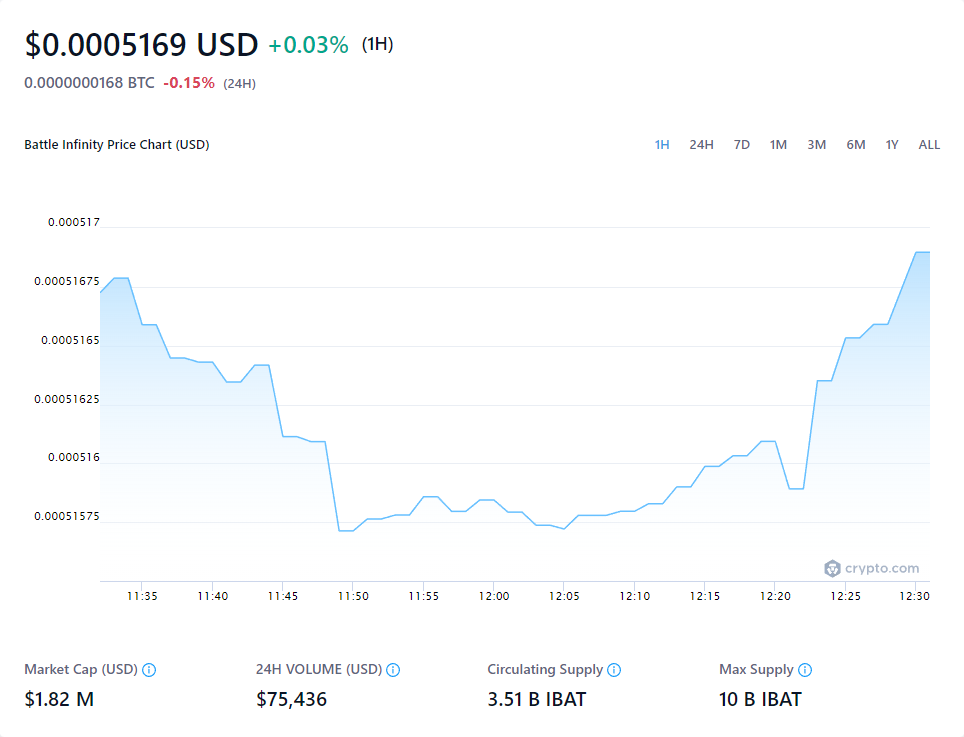 $0.0005169 USD +0.03% (1H)
0.0000000168 BTC -0.15% (24H)
Battle Infinity Price Chart (USD)
1H 24H 7D 1M 3M 6M 1Y ALL
0.000517
0.00051675
0.0005165
0.00051625
0.000516
0.00051575
crypto.com
11:35 11:40 11:45 11:50 11:55 12:00 12:05 12:10 12:15 12:20 12:25 12:30
Market Cap (USD) 24H VOLUME (USD) Circulating Supply Max Supply
$1.82 M $75,436 3.51 B IBAT 10 B IBAT